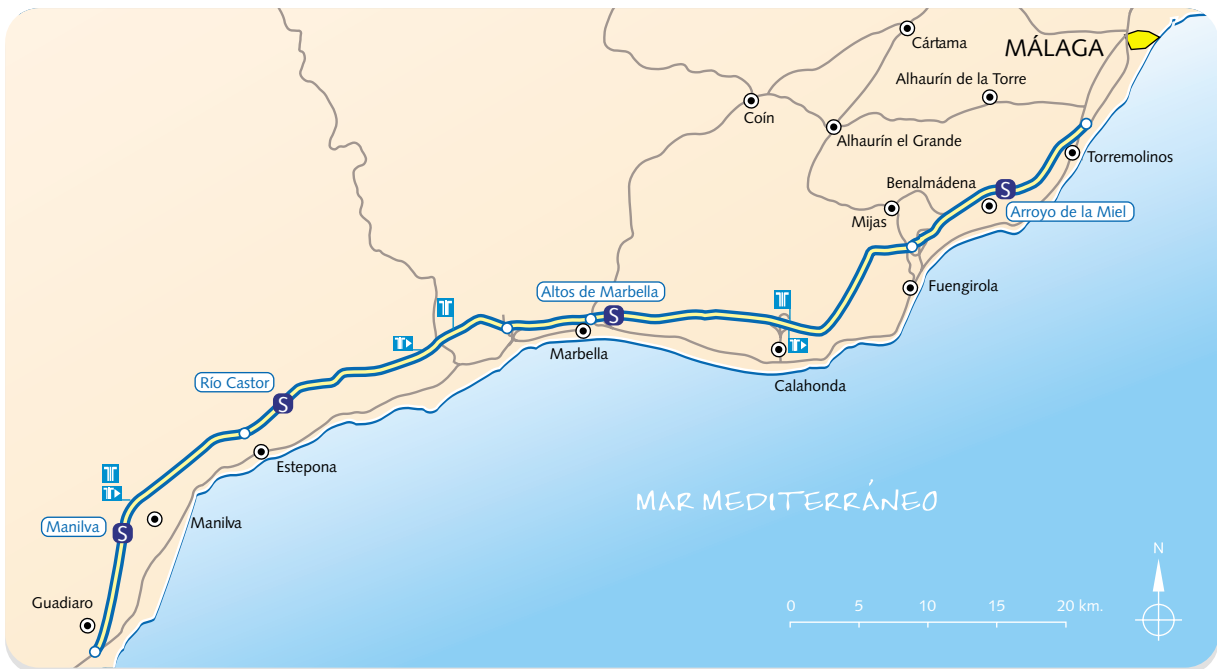 Cártama
MÁLAGA
Alhaurín de la Torre
Coín
Alhaurín el Grande
Torremolinos
Benalmádena
S
Arroyo de la Miel
Mijas
Fuengirola
Altos de Marbella
S
Marbella
Calahonda
Río Castor
S
Estepona
MAR MEDITERRÁNEO
Manilva
S
Manilva
N
Guadiaro
0 5 10 15 20 km.